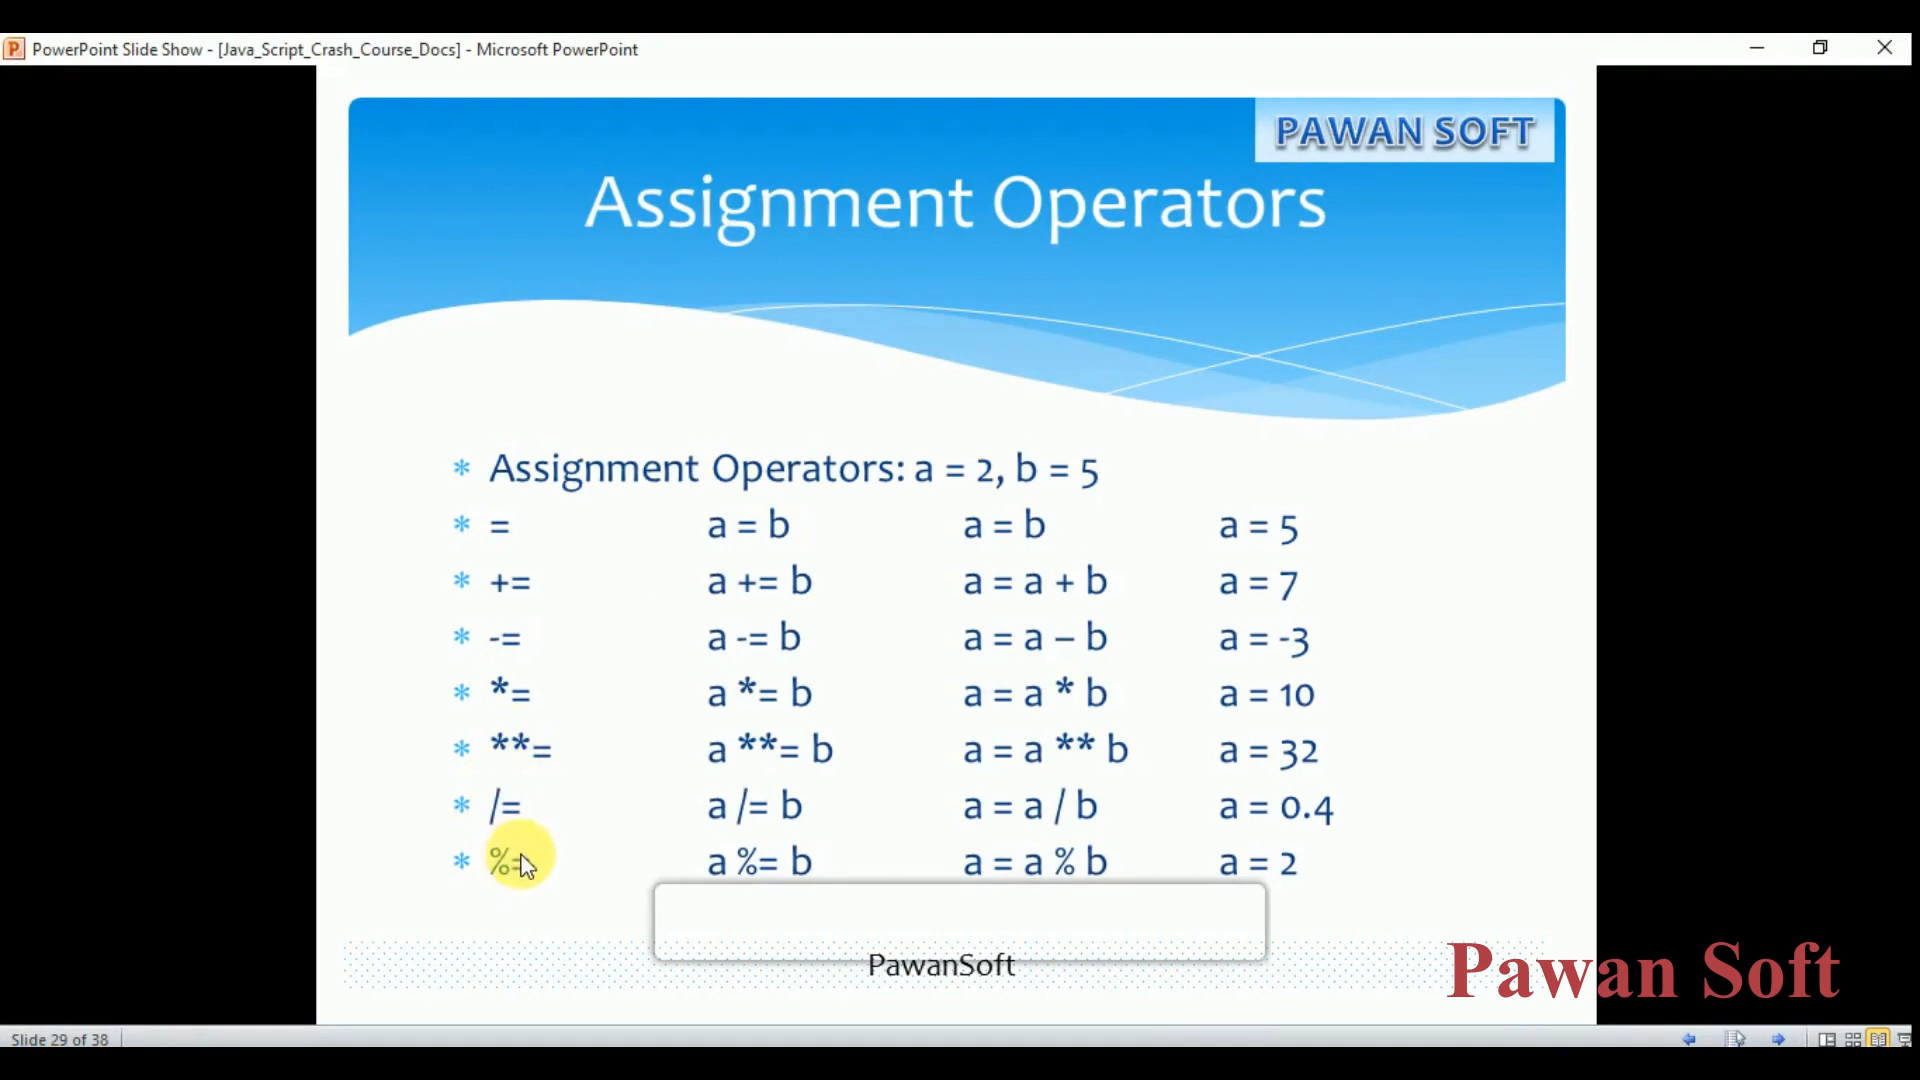 PowerPoint Slide Show - [Java_Script_Crash_Course_Docs] - Microsoft PowerPoint
PAWAN SOFT
Assignment Operators
* Assignment Operators: a = 2, b = 5
* = a = b a = b a = 5
* += a += b a = a + b a = 7
* -= a -= b a = a – b a = -3
* *= a *= b a = a * b a = 10
* **= a **= b a = a ** b a = 32
* /= a /= b a = a / b a = 0.4
* %= a %= b a = a % b a = 2
PawanSoft
Pawan Soft
Slide 29 of 38